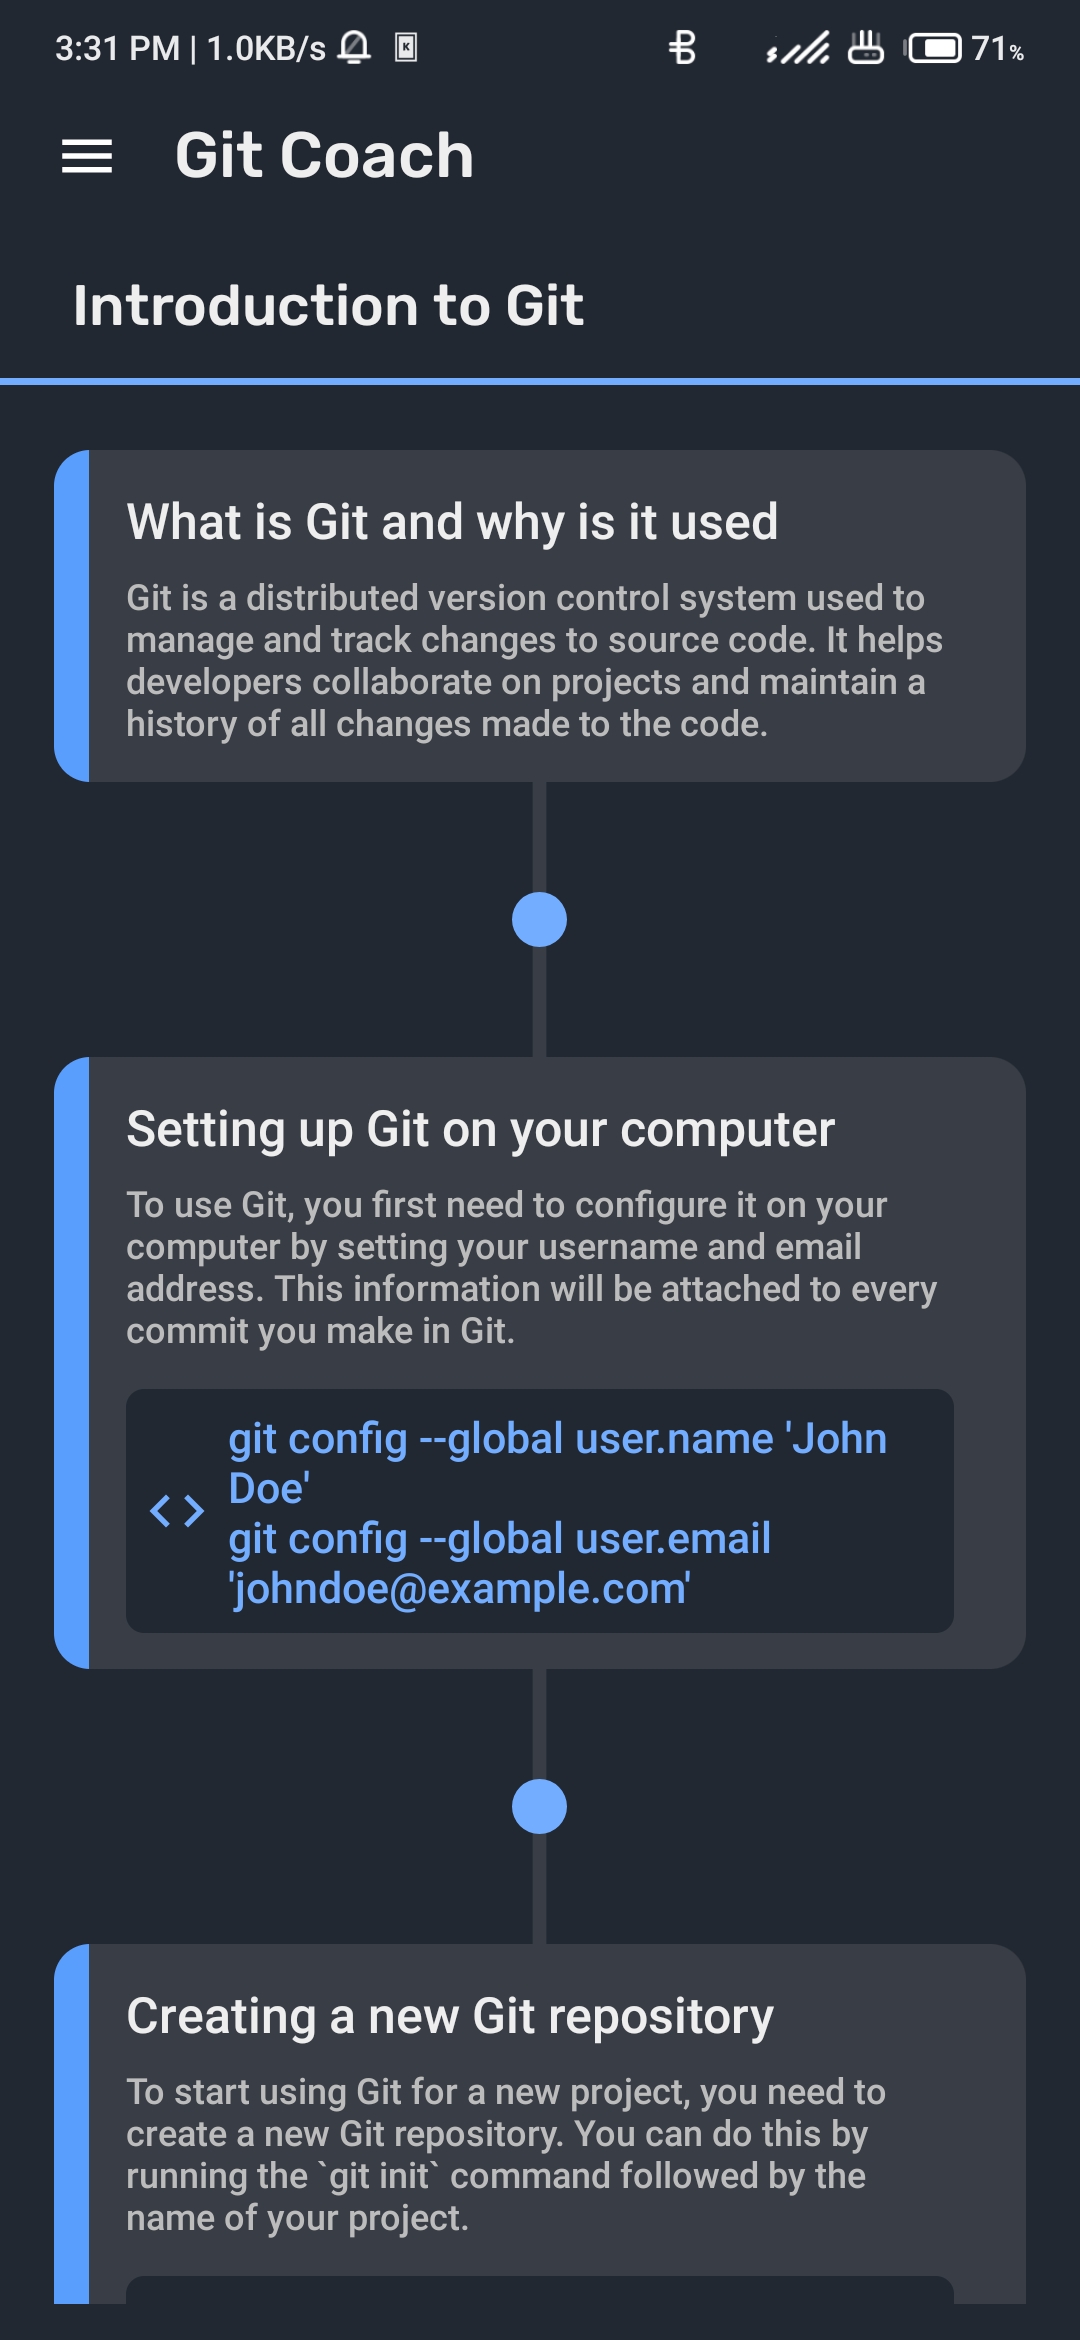 3:31 PM | 1.0KB/s K 71%
Git Coach
Introduction to Git
What is Git and why is it used
Git is a distributed version control system used to
manage and track changes to source code. It helps
developers collaborate on projects and maintain a
history of all changes made to the code.
Setting up Git on your computer
To use Git, you first need to configure it on your
computer by setting your username and email
address. This information will be attached to every
commit you make in Git.
git config --global user.name 'John
Doe'
git config --global user.email
'johndoe@example.com'
Creating a new Git repository
To start using Git for a new project, you need to
create a new Git repository. You can do this by
running the `git init` command followed by the
name of your project.